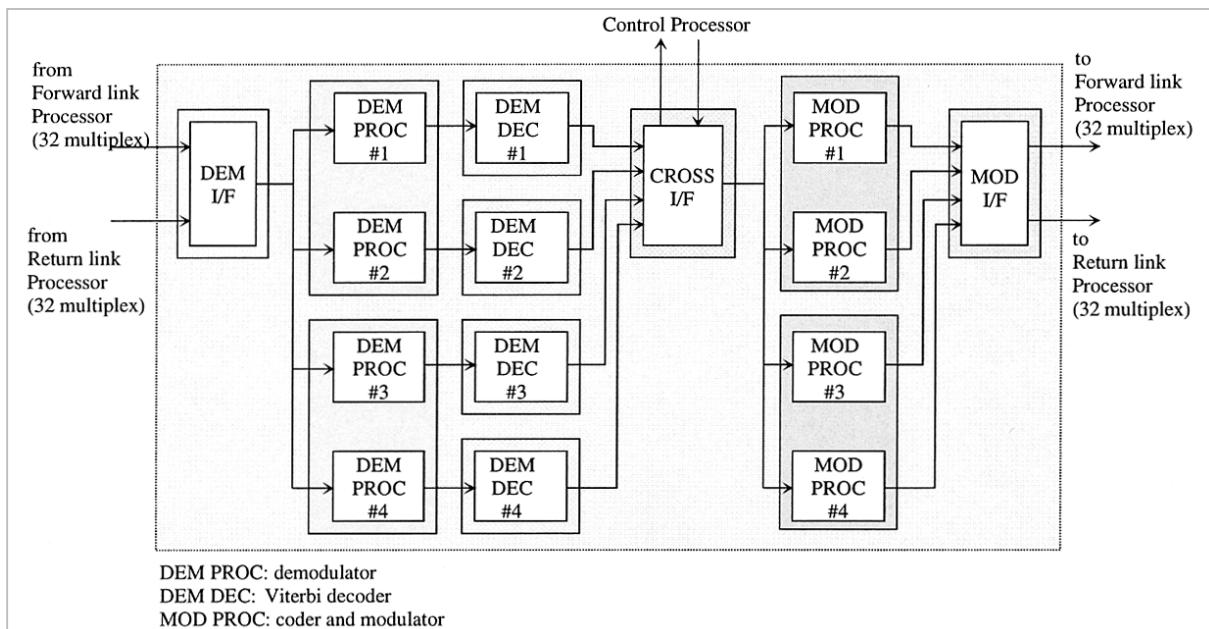 Control Processor
from
Forward link
Processor
(32 multiplex)
from
Return link
Processor
(32 multiplex)
DEM
I/F
DEM
PROC
#1
DEM
PROC
#2
DEM
PROC
#3
DEM
PROC
#4
DEM
DEC
#1
DEM
DEC
#2
DEM
DEC
#3
DEM
DEC
#4
CROSS
I/F
MOD
PROC
#1
MOD
PROC
#2
MOD
PROC
#3
MOD
PROC
#4
MOD
I/F
to
Forward link
Processor
(32 multiplex)
to
Return link
Processor
(32 multiplex)
DEM PROC: demodulator
DEM DEC: Viterbi decoder
MOD PROC: coder and modulator